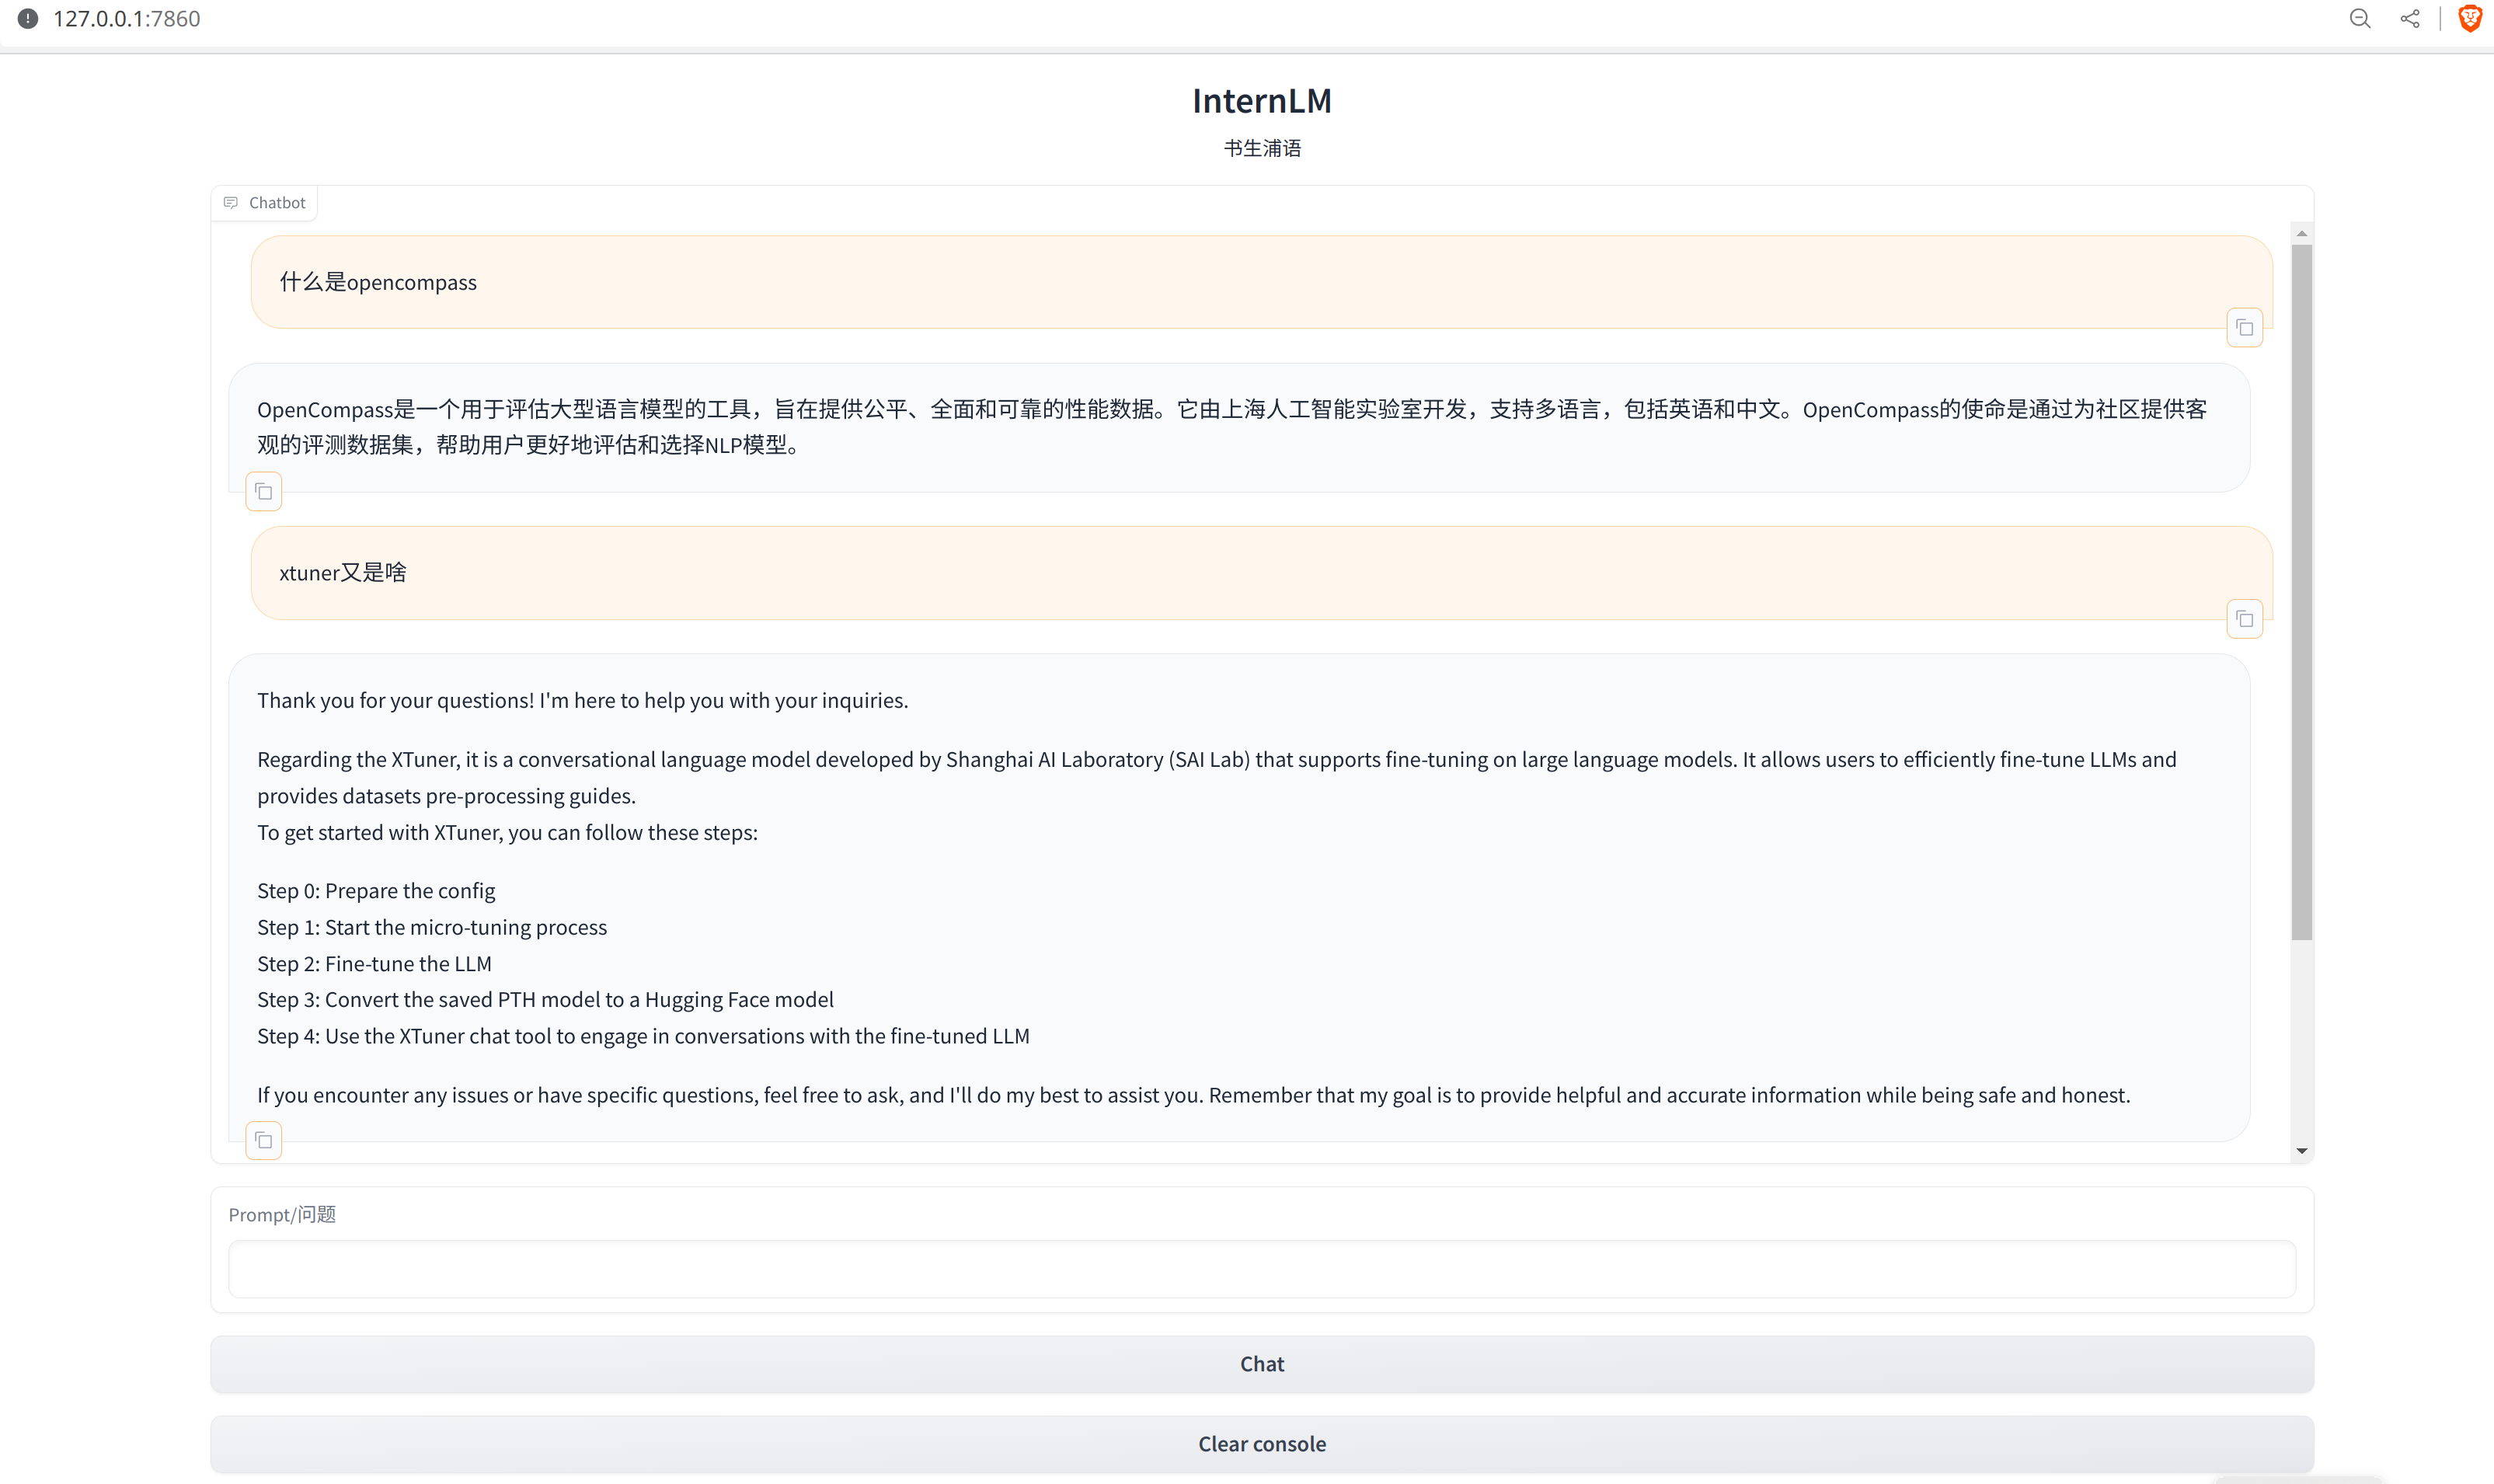 127.0.0.1:7860
InternLM
书生浦语
Chatbot
什么是opencompass
OpenCompass是一个用于评估大型语言模型的工具，旨在提供公平、全面和可靠的性能数据。它由上海人工智能实验室开发，支持多语言，包括英语和中文。OpenCompass的使命是通过为社区提供客
观的评测数据集，帮助用户更好地评估和选择NLP模型。
xtuner又是啥
Thank you for your questions! I'm here to help you with your inquiries.
Regarding the XTuner, it is a conversational language model developed by Shanghai AI Laboratory (SAI Lab) that supports fine-tuning on large language models. It allows users to efficiently fine-tune LLMs and
provides datasets pre-processing guides.
To get started with XTuner, you can follow these steps:
Step 0: Prepare the config
Step 1: Start the micro-tuning process
Step 2: Fine-tune the LLM
Step 3: Convert the saved PTH model to a Hugging Face model
Step 4: Use the XTuner chat tool to engage in conversations with the fine-tuned LLM
If you encounter any issues or have specific questions, feel free to ask, and I'll do my best to assist you. Remember that my goal is to provide helpful and accurate information while being safe and honest.
Prompt/问题
Chat
Clear console